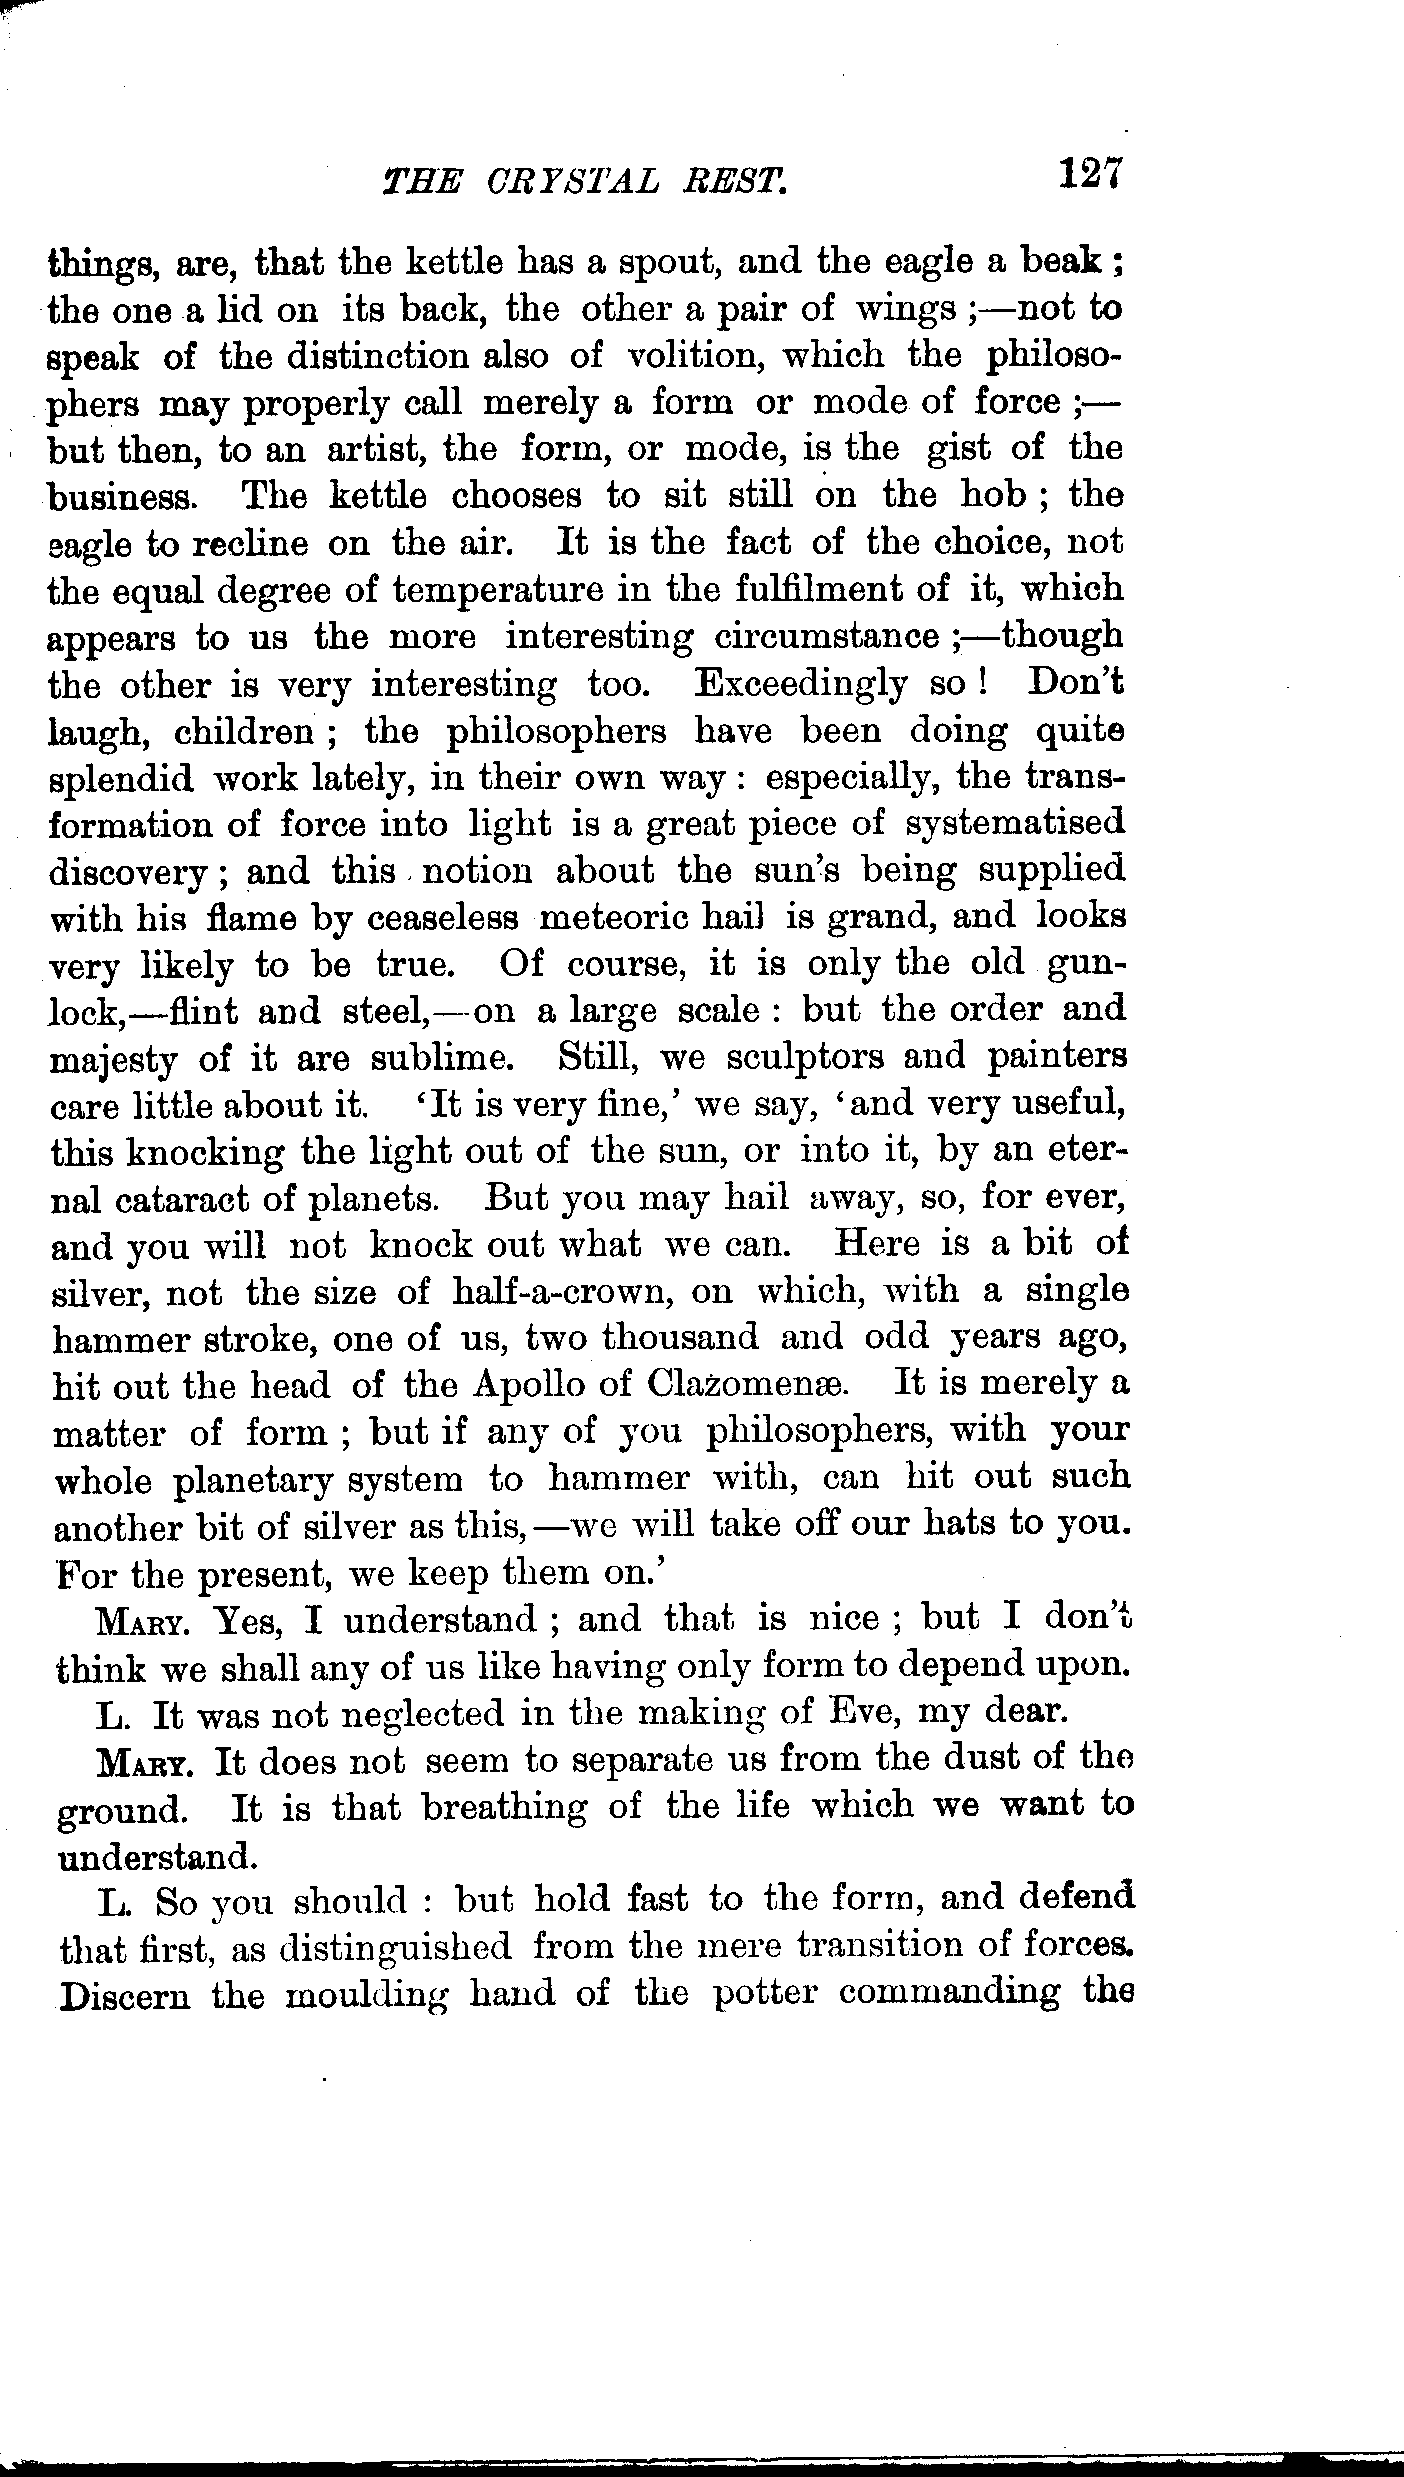 THE CRYSTAL REST. 127
things, are, that the kettle has a spout, and the eagle a beak ;
the one a lid on its back, the other a pair of wings ;—not to
speak of the distinction also of volition, which the philoso-
phers may properly call merely a form or mode of force ;—
but then, to an artist, the form, or mode, is the gist of the
business. The kettle chooses to sit still on the hob ; the
eagle to recline on the air. It is the fact of the choice, not
the equal degree of temperature in the fulfilment of it, which
appears to us the more interesting circumstance ;—though
the other is very interesting too. Exceedingly so ! Don't
laugh, children ; the philosophers have been doing quite
splendid work lately, in their own way : especially, the trans-
formation of force into light is a great piece of systematised
discovery ; and this notion about the sun's being supplied
with his flame by ceaseless meteoric hail is grand, and looks
very likely to be true. Of course, it is only the old gun-
lock,—flint and steel,—on a large scale : but the order and
majesty of it are sublime. Still, we sculptors and painters
care little about it. ‘It is very fine,’ we say, ‘and very useful,
this knocking the light out of the sun, or into it, by an eter-
nal cataract of planets. But you may hail away, so, for ever,
and you will not knock out what we can. Here is a bit of
silver, not the size of half-a-crown, on which, with a single
hammer stroke, one of us, two thousand and odd years ago,
hit out the head of the Apollo of Clazomenæ. It is merely a
matter of form ; but if any of you philosophers, with your
whole planetary system to hammer with, can hit out such
another bit of silver as this,—we will take off our hats to you.
For the present, we keep them on.’
MARY. Yes, I understand ; and that is nice ; but I don't
think we shall any of us like having only form to depend upon.
L. It was not neglected in the making of Eve, my dear.
MARY. It does not seem to separate us from the dust of the
ground. It is that breathing of the life which we want to
understand.
L. So you should : but hold fast to the form, and defend
that first, as distinguished from the mere transition of forces.
Discern the moulding hand of the potter commanding the